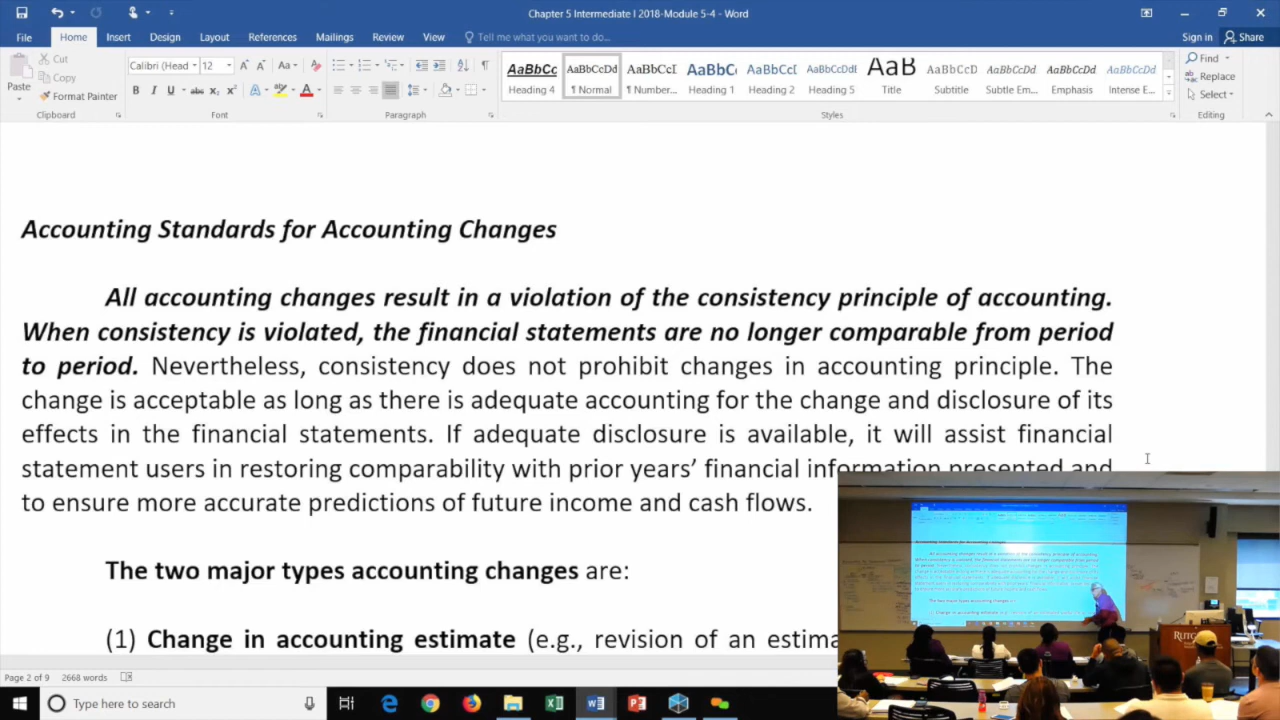 Chapter 5 Intermediate I 2018-Module 5-4 - Word
File Home Insert Design Layout References Mailings Review View Tell me what you want to do... Sign in Share
Paste
Cut
Copy
Format Painter
Clipboard
Calibri (Head 12
Font
Paragraph
AaBbCc AaBbCcDd AaBbCcI AaBbC AaBbCcD AaBbCcDdI AaB AaBbCcD AaBbCcDd AaBbCcDd AaBbCcDd
Heading 4 ¶ Normal ¶ Number... Heading 1 Heading 2 Heading 5 Title Subtitle Subtle Em... Emphasis Intense E...
Styles
Find
Replace
Select
Editing
Accounting Standards for Accounting Changes
All accounting changes result in a violation of the consistency principle of accounting.
When consistency is violated, the financial statements are no longer comparable from period
to period. Nevertheless, consistency does not prohibit changes in accounting principle. The
change is acceptable as long as there is adequate accounting for the change and disclosure of its
effects in the financial statements. If adequate disclosure is available, it will assist financial
statement users in restoring comparability with prior years' financial information presented and
to ensure more accurate predictions of future income and cash flows.
The two major types accounting changes are:
(1) Change in accounting estimate (e.g., revision of an estima
RUTGERS
Page 2 of 9 2668 words
Type here to search